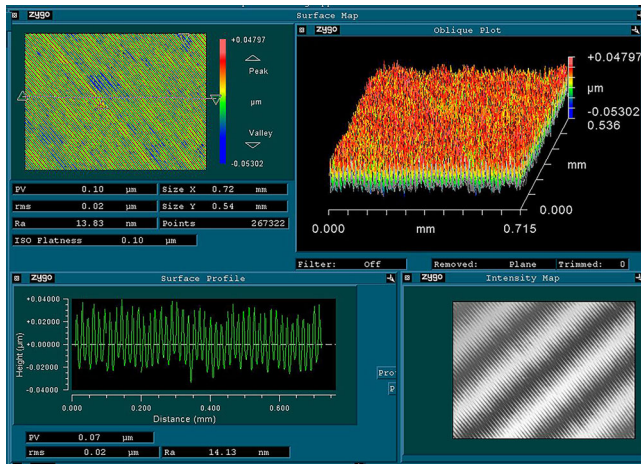 Surface Map
zygo
+0.04797
Peak
µm
Valley
-0.05302
PV 0.10 µm Size X 0.72 mm
rms 0.02 µm Size Y 0.54 mm
Ra 13.83 nm Points 267322
ISO Flatness 0.10 µm
zygo Oblique Plot
0.000
+0.04797
µm
-0.05302
0.536
mm
0.000
0.000 mm 0.715
Filter: Off Removed: Plane Trimmed: 0
zygo Surface Profile
+0.04000
+0.02000
+0.00000
-0.02000
-0.04000
Height (µm)
0.000 0.200 0.400 0.600
Distance (mm)
PV 0.07 µm
rms 0.02 µm Ra 14.13 nm
Pro
P
zygo Intensity Map